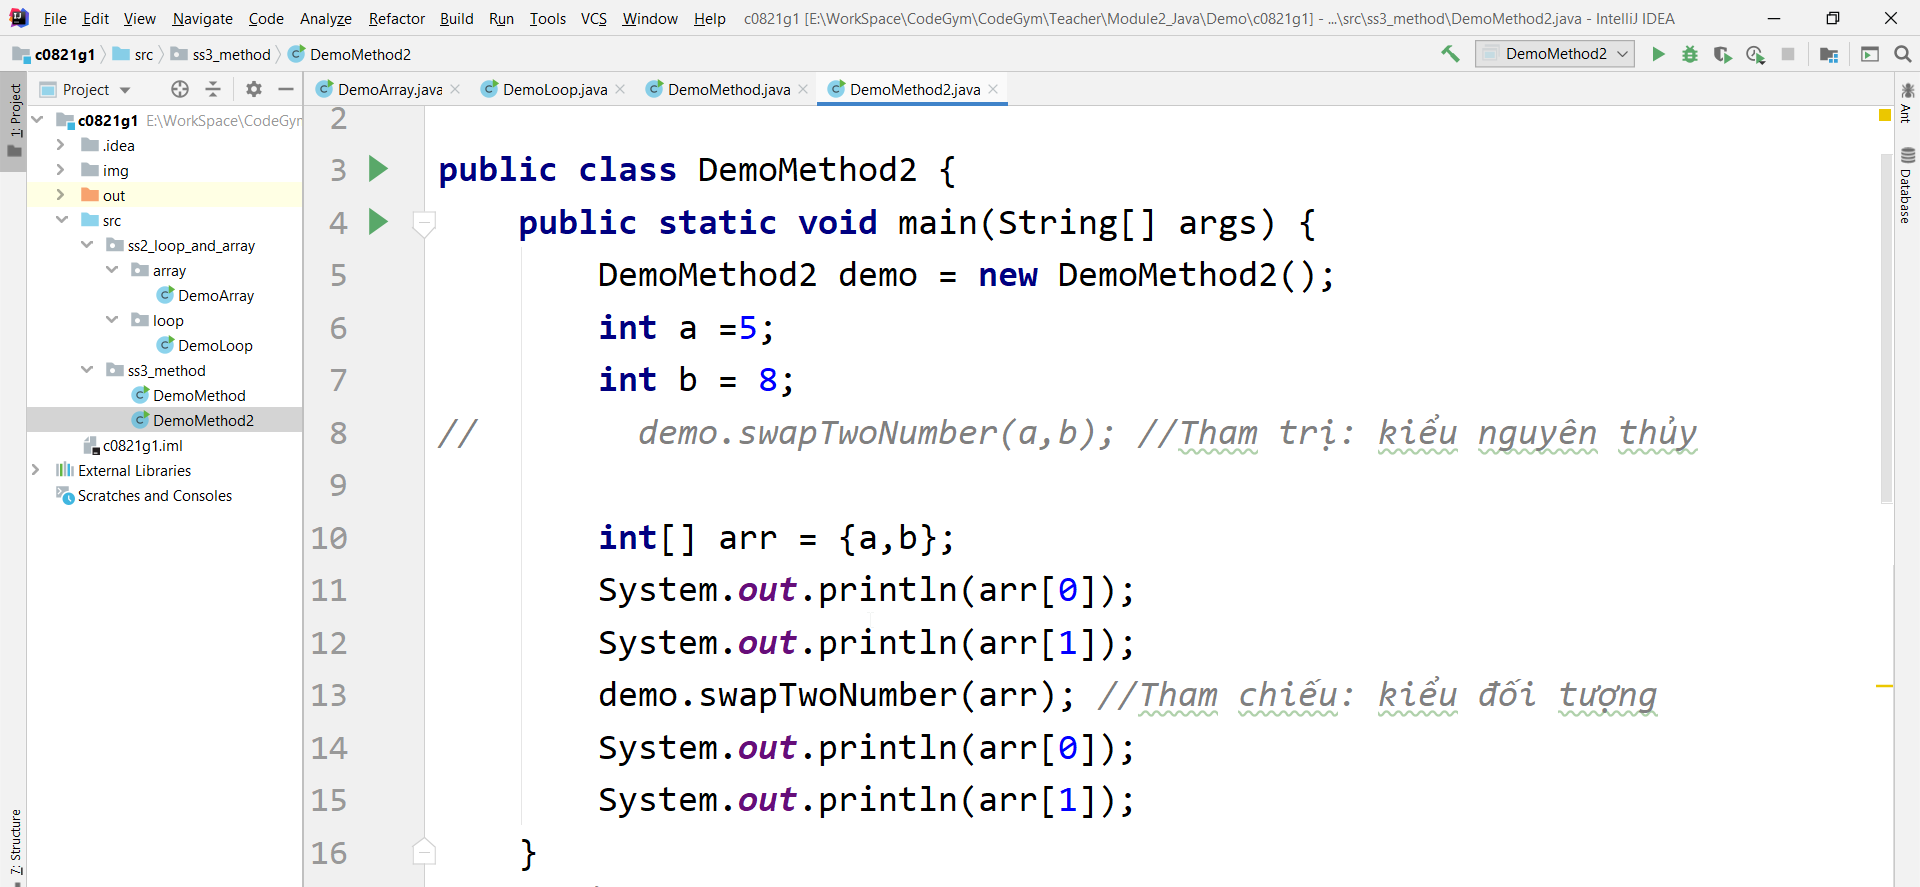 File Edit View Navigate Code Analyze Refactor Build Run Tools VCS Window Help c0821g1 [E:\WorkSpace\CodeGym\CodeGym\Teacher\Module2_Java\Demo\c0821g1] - ...\src\ss3_method\DemoMethod2.java - IntelliJ IDEA
c0821g1 src ss3_method DemoMethod2 DemoMethod2
1: Project
Project
DemoArray.java DemoLoop.java DemoMethod.java DemoMethod2.java
Ant
Database
c0821g1 E:\WorkSpace\CodeGyn
.idea
img
out
src
ss2_loop_and_array
array
DemoArray
loop
DemoLoop
ss3_method
DemoMethod
DemoMethod2
c0821g1.iml
External Libraries
Scratches and Consoles
7: Structure
2
3 public class DemoMethod2 {
4 public static void main(String[] args) {
5 DemoMethod2 demo = new DemoMethod2();
6 int a =5;
7 int b = 8;
8 // demo.swapTwoNumber(a,b); //Tham trị: kiểu nguyên thủy
9
10 int[] arr = {a,b};
11 System.out.println(arr[0]);
12 System.out.println(arr[1]);
13 demo.swapTwoNumber(arr); //Tham chiếu: kiểu đối tượng
14 System.out.println(arr[0]);
15 System.out.println(arr[1]);
16 }